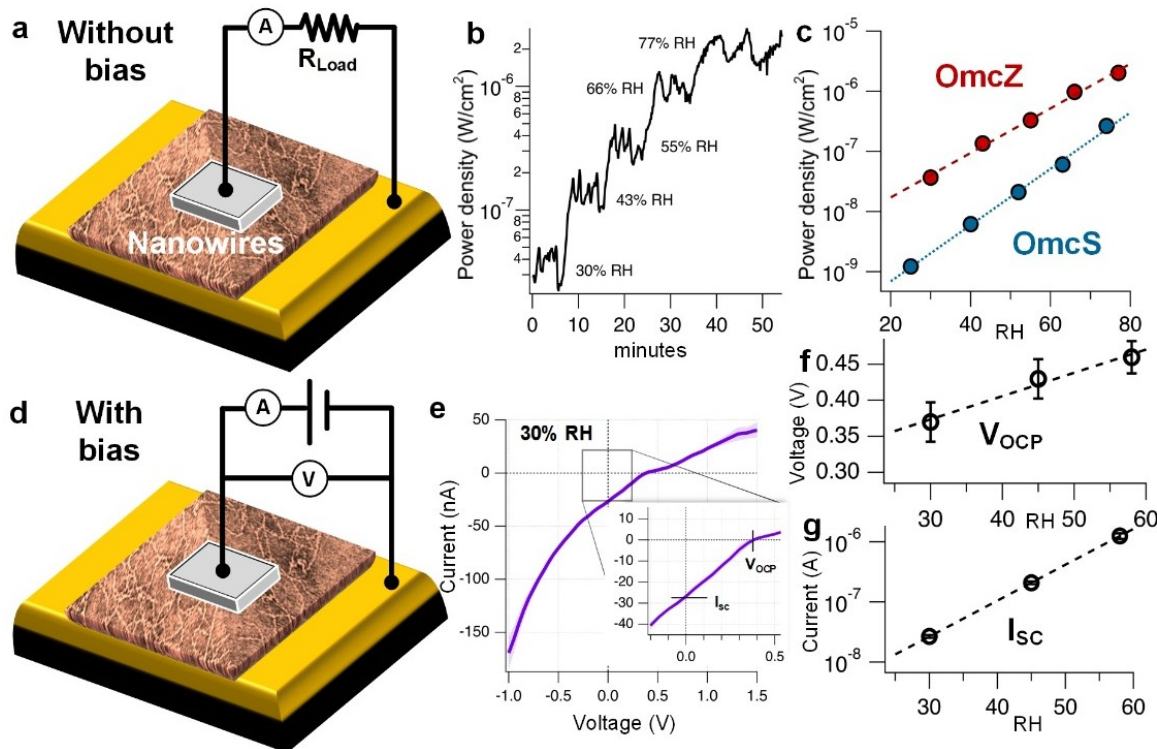 a
Without
bias
A
R_Load
Nanowires
b
Power density (W/cm²)
2
10⁻⁶
8
6
4
2
10⁻⁷
8
6
4
77% RH
66% RH
55% RH
43% RH
30% RH
0 10 20 30 40 50
minutes
c
Power density (W/cm²)
10⁻⁵
10⁻⁶
10⁻⁷
10⁻⁸
10⁻⁹
OmcZ
OmcS
20 40 60 80
RH
d
With
bias
A
V
e
30% RH
Current (nA)
50
0
-50
-100
-150
-1.0 -0.5 0.0 0.5 1.0 1.5
Voltage (V)
10
0
-10
-20
-30
-40
V_OCP
I_sc
0.0 0.5
f
Voltage (V)
0.45
0.40
0.35
0.30
V_OCP
30 40 50 60
RH
g
Current (A)
10⁻⁶
10⁻⁷
10⁻⁸
I_SC
30 40 50 60
RH